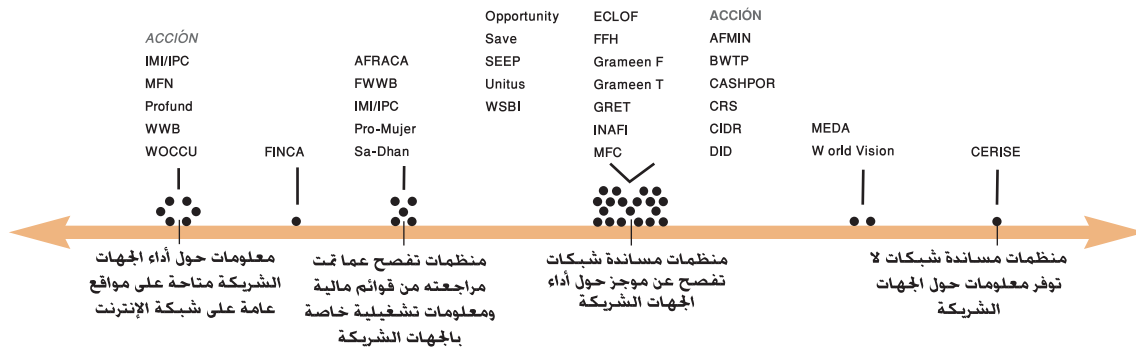 ACCIÓN
IMI/IPC
MFN
Profund
WWB
WOCCU
FINCA
AFRACA
FWWB
IMI/IPC
Pro-Mujer
Sa-Dhan
Opportunity
Save
SEEP
Unitus
WSBI
ECLOF
FFH
Grameen F
Grameen T
GRET
INAFI
MFC
ACCIÓN
AFMIN
BWTP
CASHPOR
CRS
CIDR
DID
MEDA
W orld Vision
CERISE
معلومات حول أداء الجهات
الشريكة متاحة على مواقع
عامة على شبكة الإنترنت
منظمات تفصح عما تمت
مراجعته من قوائم مالية
ومعلومات تشغيلية خاصة
بالجهات الشريكة
منظمات مساندة شبكات
تفصح عن موجز حول أداء
الجهات الشريكة
منظمات مساندة شبكات لا
توفر معلومات حول الجهات
الشريكة